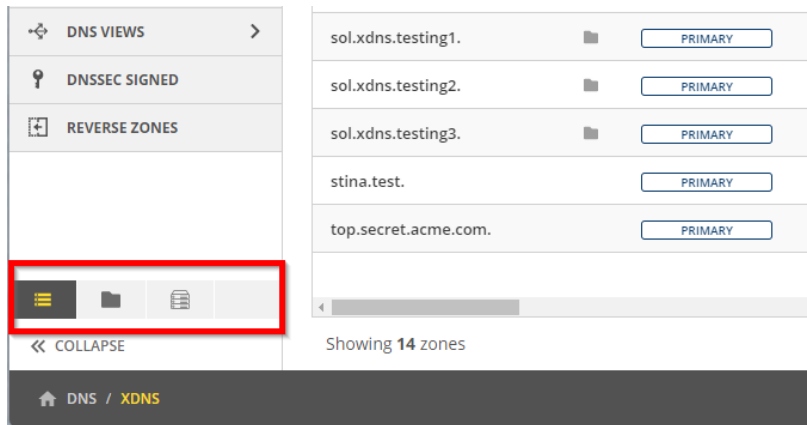 DNS VIEWS
DNSSEC SIGNED
REVERSE ZONES
COLLAPSE
sol.xdns.testing1. PRIMARY
sol.xdns.testing2. PRIMARY
sol.xdns.testing3. PRIMARY
stina.test. PRIMARY
top.secret.acme.com. PRIMARY
Showing 14 zones
DNS / XDNS